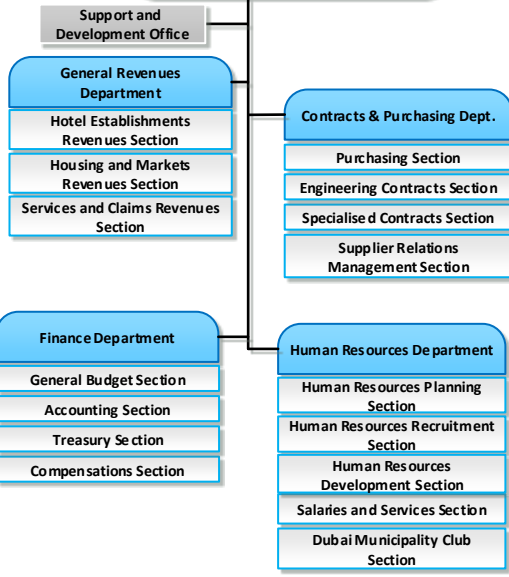 Support and
Development Office
General Revenues
Department
Hotel Establishments
Revenues Section
Housing and Markets
Revenues Section
Services and Claims Revenues
Section
Contracts & Purchasing Dept.
Purchasing Section
Engineering Contracts Section
Specialised Contracts Section
Supplier Relations
Management Section
Finance Department
General Budget Section
Accounting Section
Treasury Section
Compensations Section
Human Resources Department
Human Resources Planning
Section
Human Resources Recruitment
Section
Human Resources
Development Section
Salaries and Services Section
Dubai Municipality Club
Section